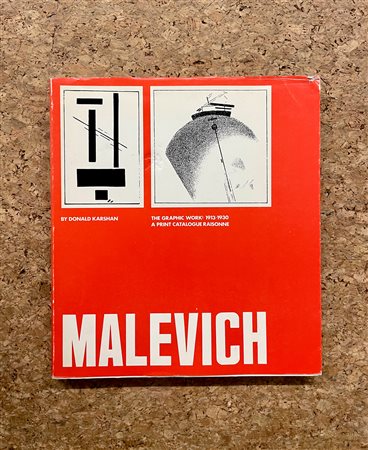 BY DONALD KARSHAN
THE GRAPHIC WORK: 1913-1930
A PRINT CATALOGUE RAISONNE
MALEVICH